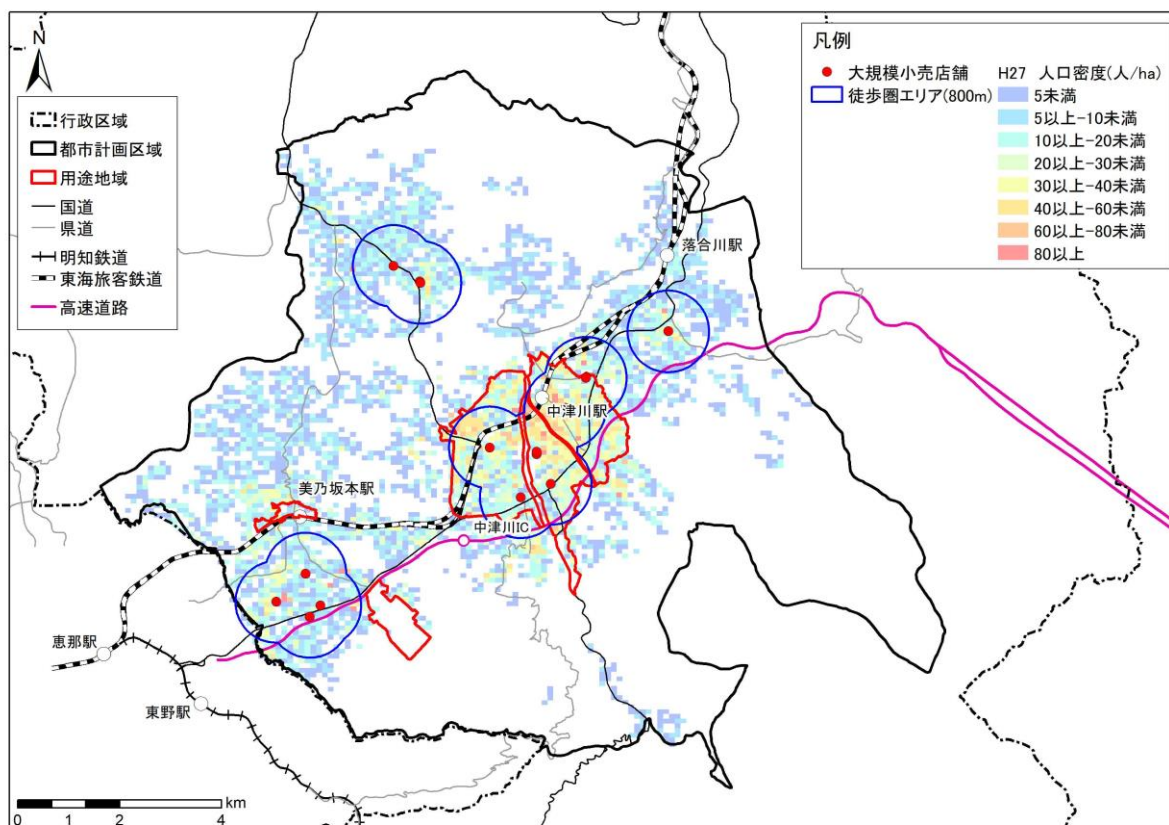 N
行政区域
都市計画区域
用途地域
国道
県道
明知鉄道
東海旅客鉄道
高速道路
凡例
大規模小売店舗
徒歩圏エリア(800m)
H27 人口密度(人/ha)
5未満
5以上-10未満
10以上-20未満
20以上-30未満
30以上-40未満
40以上-60未満
60以上-80未満
80以上
落合川駅
中津川駅
美乃坂本駅
中津川IC
恵那駅
東野駅
km
0 1 2 4